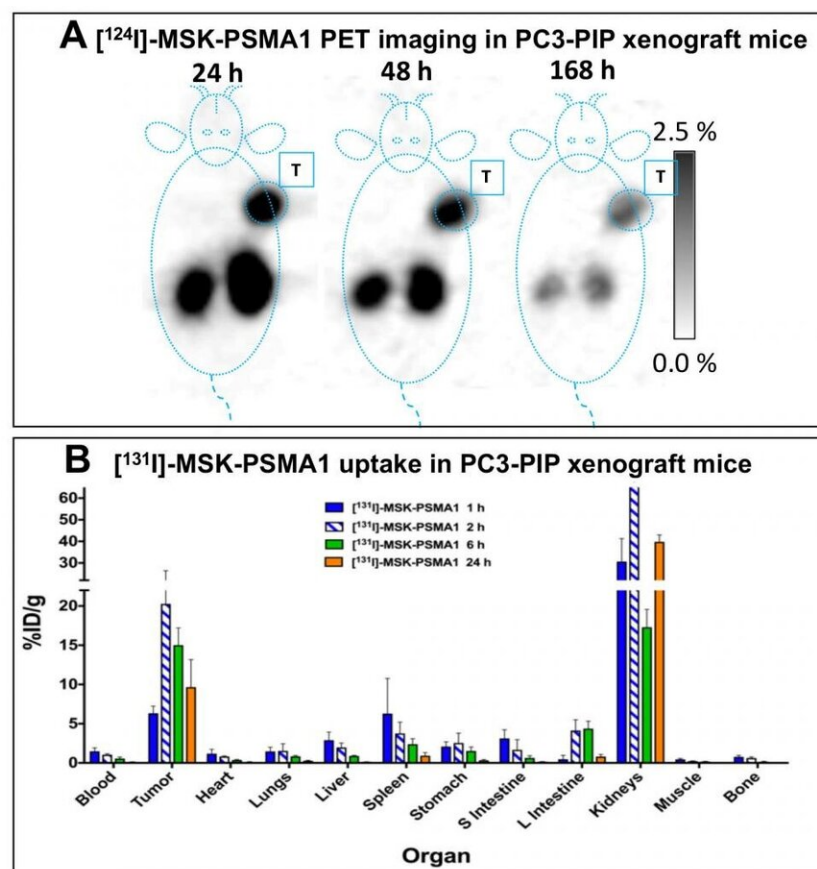 A [¹²⁴I]-MSK-PSMA1 PET imaging in PC3-PIP xenograft mice
24 h 48 h 168 h
2.5 %
T T T
0.0 %
B [¹³¹I]-MSK-PSMA1 uptake in PC3-PIP xenograft mice
[¹³¹I]-MSK-PSMA1 1 h
[¹³¹I]-MSK-PSMA1 2 h
[¹³¹I]-MSK-PSMA1 6 h
[¹³¹I]-MSK-PSMA1 24 h
%ID/g
60
50
40
30
20
15
10
5
0
Blood Tumor Heart Lungs Liver Spleen Stomach S Intestine L Intestine Kidneys Muscle Bone
Organ